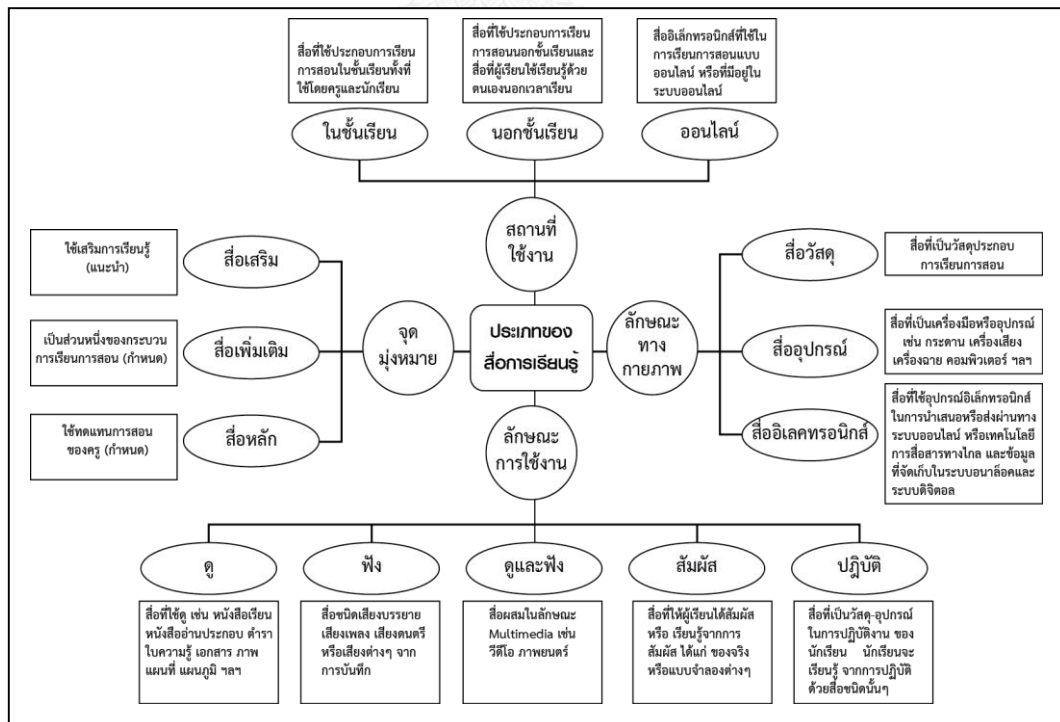 สื่อที่ใช้ประกอบการเรียน
การสอนในชั้นเรียนทั้งที่
ใช้โดยครูและนักเรียน
สื่อที่ใช้ประกอบการเรียน
การสอนนอกชั้นเรียนและ
สื่อที่ผู้เรียนใช้เรียนรู้ด้วย
ตนเองนอกเวลาเรียน
สื่ออิเล็กทรอนิกส์ที่ใช้ใน
การเรียนการสอนแบบ
ออนไลน์ หรือที่มีอยู่ใน
ระบบออนไลน์
ในชั้นเรียน
นอกชั้นเรียน
ออนไลน์
สถานที่
ใช้งาน
ใช้เสริมการเรียนรู้
(แนะนำ)
สื่อเสริม
เป็นส่วนหนึ่งของกระบวน
การเรียนการสอน (กำหนด)
สื่อเพิ่มเติม
ใช้ทดแทนการสอน
ของครู (กำหนด)
สื่อหลัก
จุด
มุ่งหมาย
ประเภทของ
สื่อการเรียนรู้
ลักษณะ
ทาง
กายภาพ
สื่อวัสดุ
สื่อที่เป็นวัสดุประกอบ
การเรียนการสอน
สื่ออุปกรณ์
สื่อที่เป็นเครื่องมือหรืออุปกรณ์
เช่น กระดาน เครื่องเสียง
เครื่องฉาย คอมพิวเตอร์ ฯลฯ
สื่ออิเลคทรอนิกส์
สื่อที่ใช้อุปกรณ์อิเล็กทรอนิกส์
ในการนำเสนอหรือส่งผ่านทาง
ระบบออนไลน์ หรือเทคโนโลยี
การสื่อสารทางไกล และข้อมูล
ที่จัดเก็บในระบบอนาล็อคและ
ระบบดิจิตอล
ลักษณะ
การใช้งาน
ดู
ฟัง
ดูและฟัง
สัมผัส
ปฎิบัติ
สื่อที่ใช้ดู เช่น หนังสือเรียน
หนังสืออ่านประกอบ ตำรา
ใบความรู้ เอกสาร ภาพ
แผนที่ แผนภูมิ ฯลฯ
สื่อชนิดเสียงบรรยาย
เสียงเพลง เสียงดนตรี
หรือเสียงต่างๆ จาก
การบันทึก
สื่อผสมในลักษณะ
Multimedia เช่น
วีดีโอ ภาพยนตร์
สื่อที่ให้ผู้เรียนได้สัมผัส
หรือ เรียนรู้จากการ
สัมผัส ได้แก่ ของจริง
หรือแบบจำลองต่างๆ
สื่อที่เป็นวัสดุ-อุปกรณ์
ในการปฏิบัติงาน ของ
นักเรียน นักเรียนจะ
เรียนรู้ จากการปฏิบัติ
ด้วยสื่อชนิดนั้นๆ